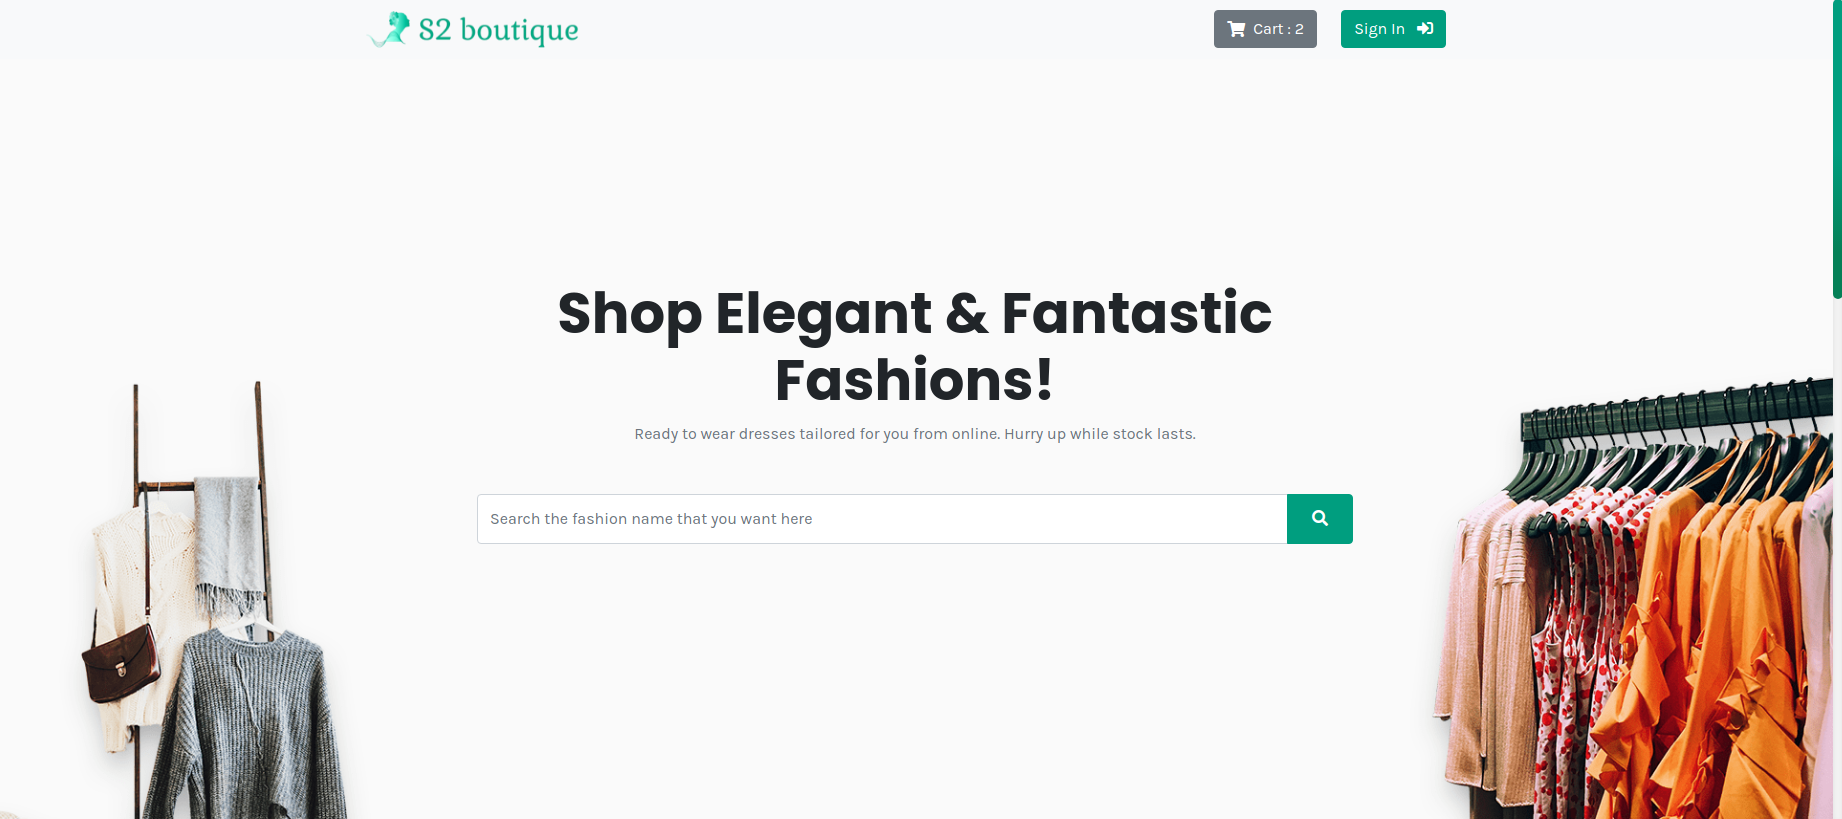 S2 boutique
Cart : 2
Sign In
Shop Elegant & Fantastic
Fashions!
Ready to wear dresses tailored for you from online. Hurry up while stock lasts.
Search the fashion name that you want here